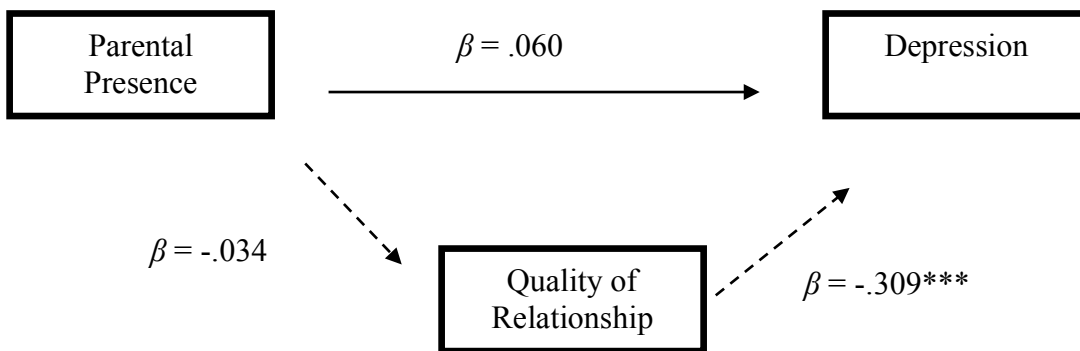 Parental
Presence
β = .060
Depression
β = -.034
Quality of
Relationship
β = -.309***